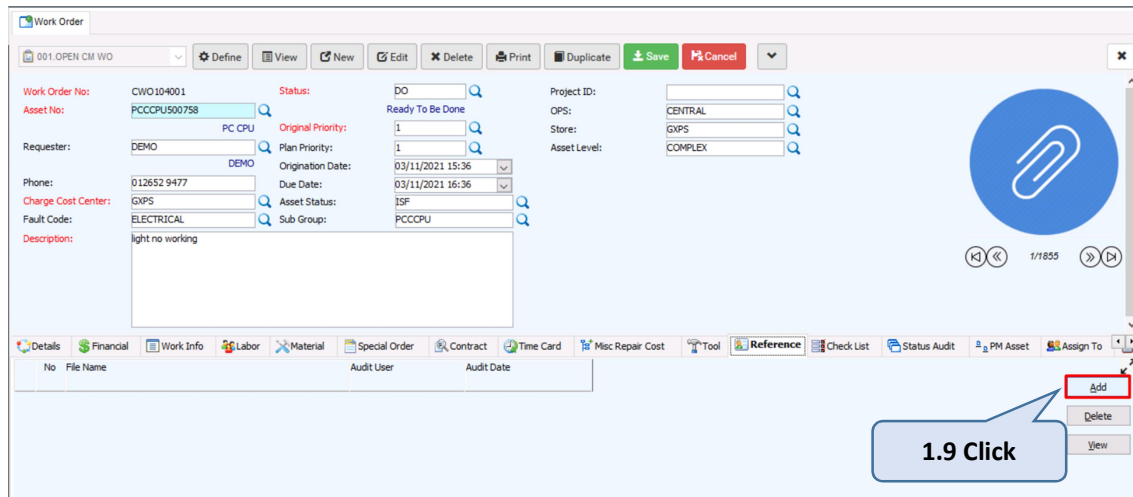 Work Order
001.OPEN CM WO Define View New Edit Delete Print Duplicate Save Cancel
Work Order No: CWO104001 Status: DO Project ID:
Asset No: PCCCPU500758 Ready To Be Done OPS: CENTRAL
PC CPU Original Priority: 1 Store: GXPS
Requester: DEMO Plan Priority: 1 Asset Level: COMPLEX
DEMO Origination Date: 03/11/2021 15:36
Phone: 012652 9477 Due Date: 03/11/2021 16:36
Charge Cost Center: GXPS Asset Status: ISF
Fault Code: ELECTRICAL Sub Group: PCCCPU
Description: light no working
1/1855
Details Financial Work Info Labor Material Special Order Contract Time Card Misc Repair Cost Tool Reference Check List Status Audit PM Asset Assign To
No File Name Audit User Audit Date
Add
Delete
View
1.9 Click